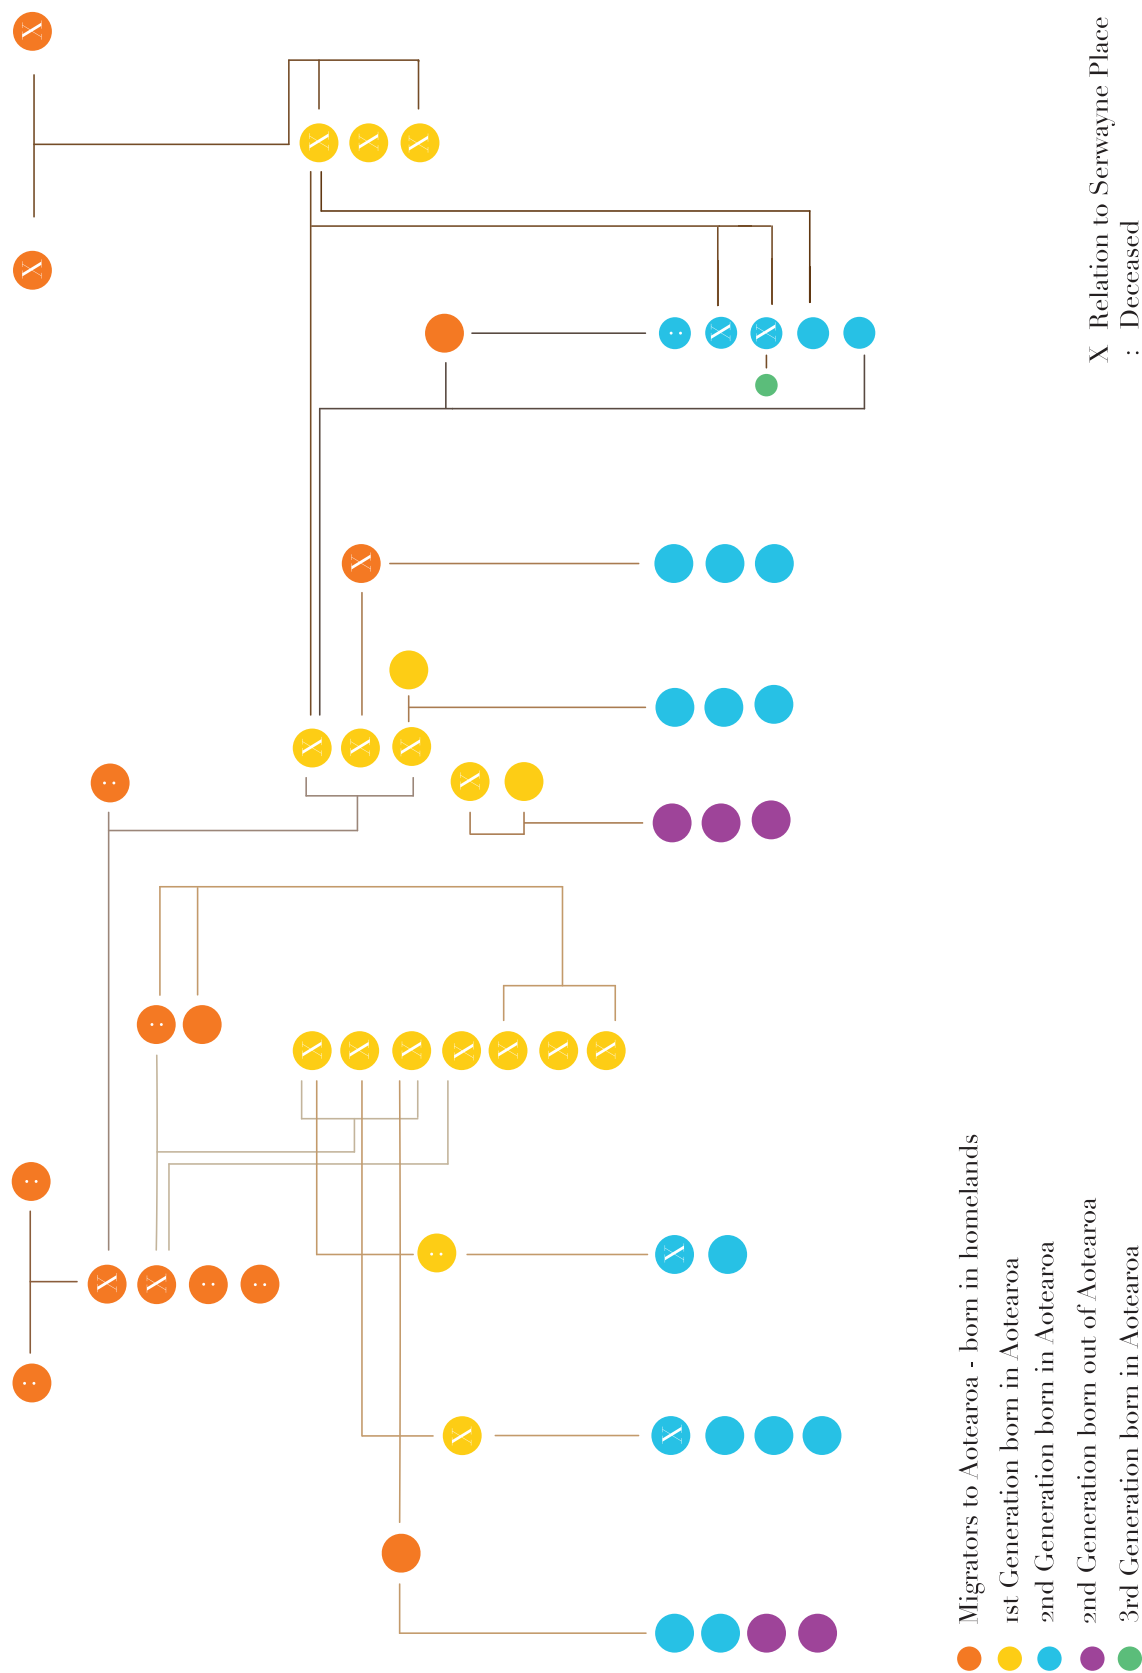 : : X X
X :
X :
:
:
X X X
X X X X
X X X
:
X X X
X
X
X
X X :
X
X
Migrators to Aotearoa - born in homelands
1st Generation born in Aotearoa
2nd Generation born in Aotearoa
2nd Generation born out of Aotearoa
3rd Generation born in Aotearoa
X Relation to Serwayne Place
: Deceased